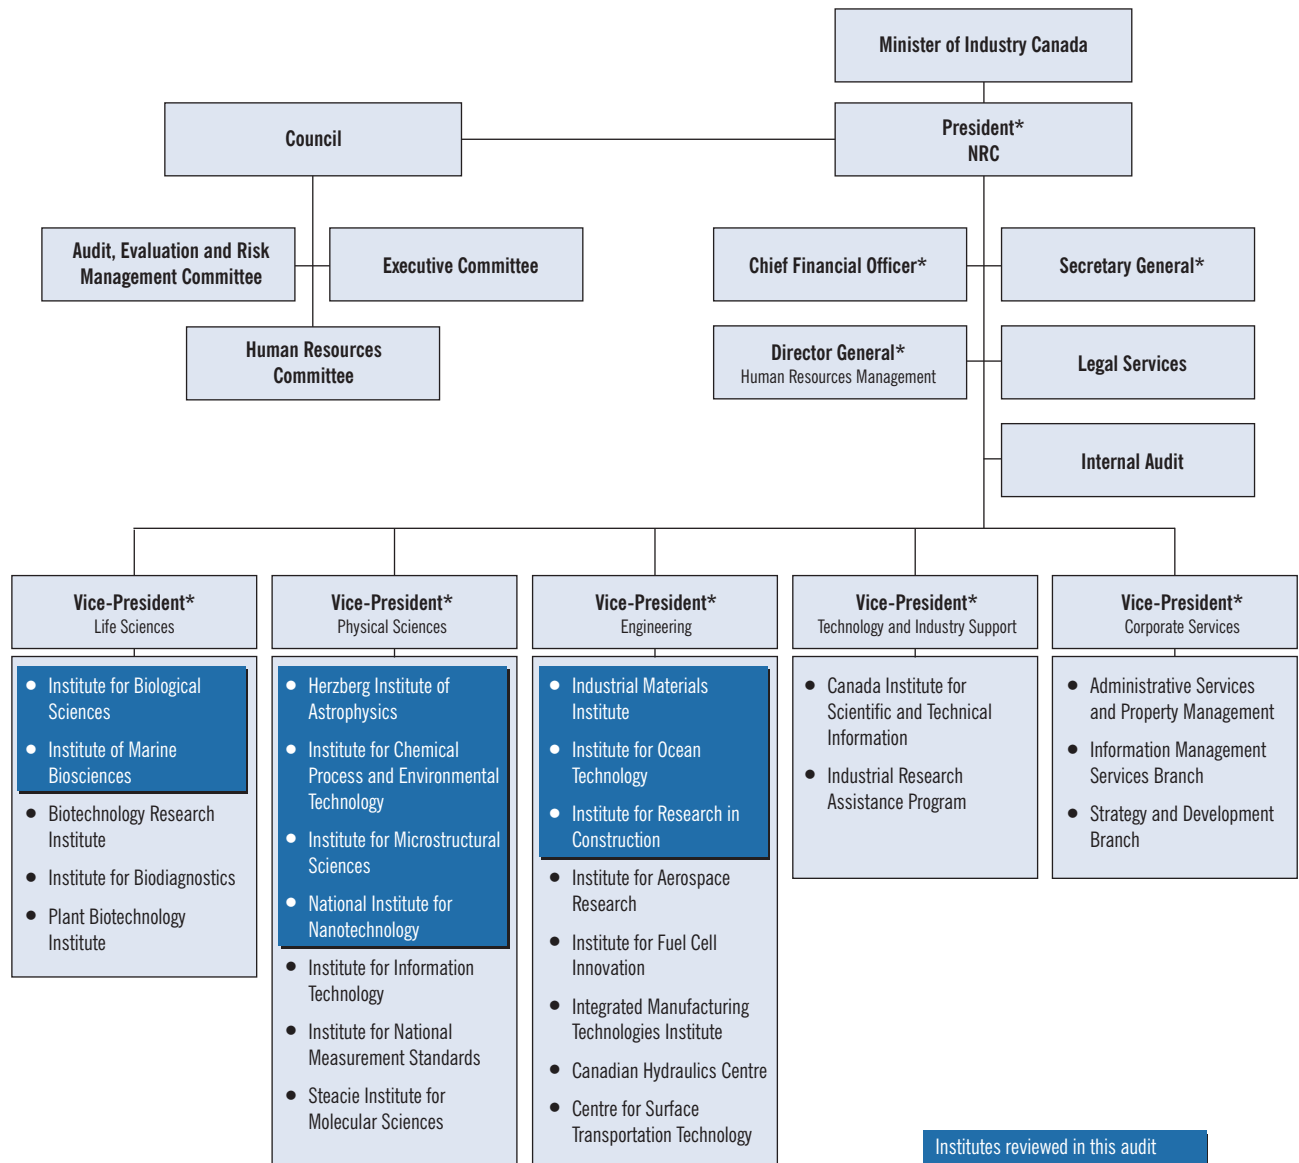 Minister of Industry Canada
Council
President*
NRC
Audit, Evaluation and Risk
Management Committee
Executive Committee
Human Resources
Committee
Chief Financial Officer*
Secretary General*
Director General*
Human Resources Management
Legal Services
Internal Audit
Vice-President*
Life Sciences
• Institute for Biological
Sciences
• Institute of Marine
Biosciences
• Biotechnology Research
Institute
• Institute for Biodiagnostics
• Plant Biotechnology
Institute
Vice-President*
Physical Sciences
• Herzberg Institute of
Astrophysics
• Institute for Chemical
Process and Environmental
Technology
• Institute for Microstructural
Sciences
• National Institute for
Nanotechnology
• Institute for Information
Technology
• Institute for National
Measurement Standards
• Steacie Institute for
Molecular Sciences
Vice-President*
Engineering
• Industrial Materials
Institute
• Institute for Ocean
Technology
• Institute for Research in
Construction
• Institute for Aerospace
Research
• Institute for Fuel Cell
Innovation
• Integrated Manufacturing
Technologies Institute
• Canadian Hydraulics Centre
• Centre for Surface
Transportation Technology
Vice-President*
Technology and Industry Support
• Canada Institute for
Scientific and Technical
Information
• Industrial Research
Assistance Program
Vice-President*
Corporate Services
• Administrative Services
and Property Management
• Information Management
Services Branch
• Strategy and Development
Branch
Institutes reviewed in this audit